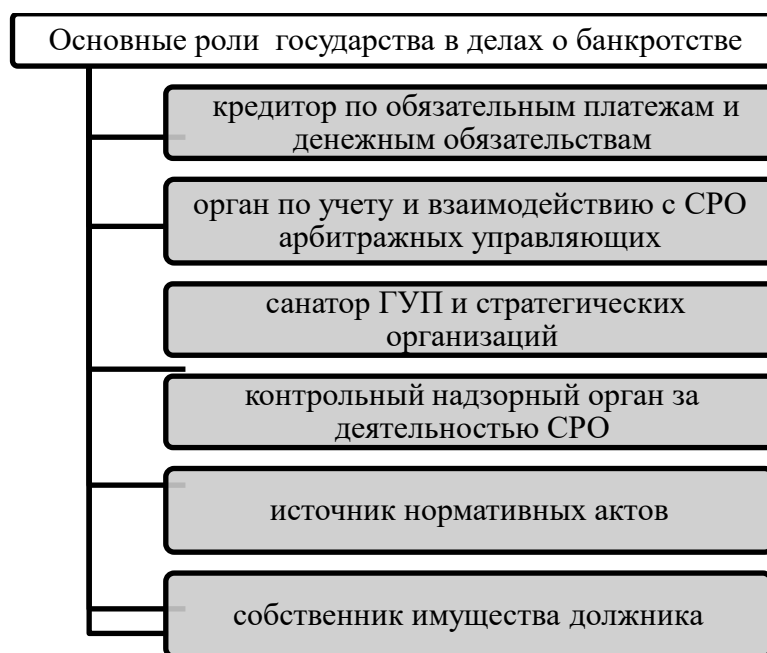 Основные роли государства в делах о банкротстве
кредитор по обязательным платежам и
денежным обязательствам
орган по учету и взаимодействию с СРО
арбитражных управляющих
санатор ГУП и стратегических
организаций
контрольный надзорный орган за
деятельностью СРО
источник нормативных актов
собственник имущества должника